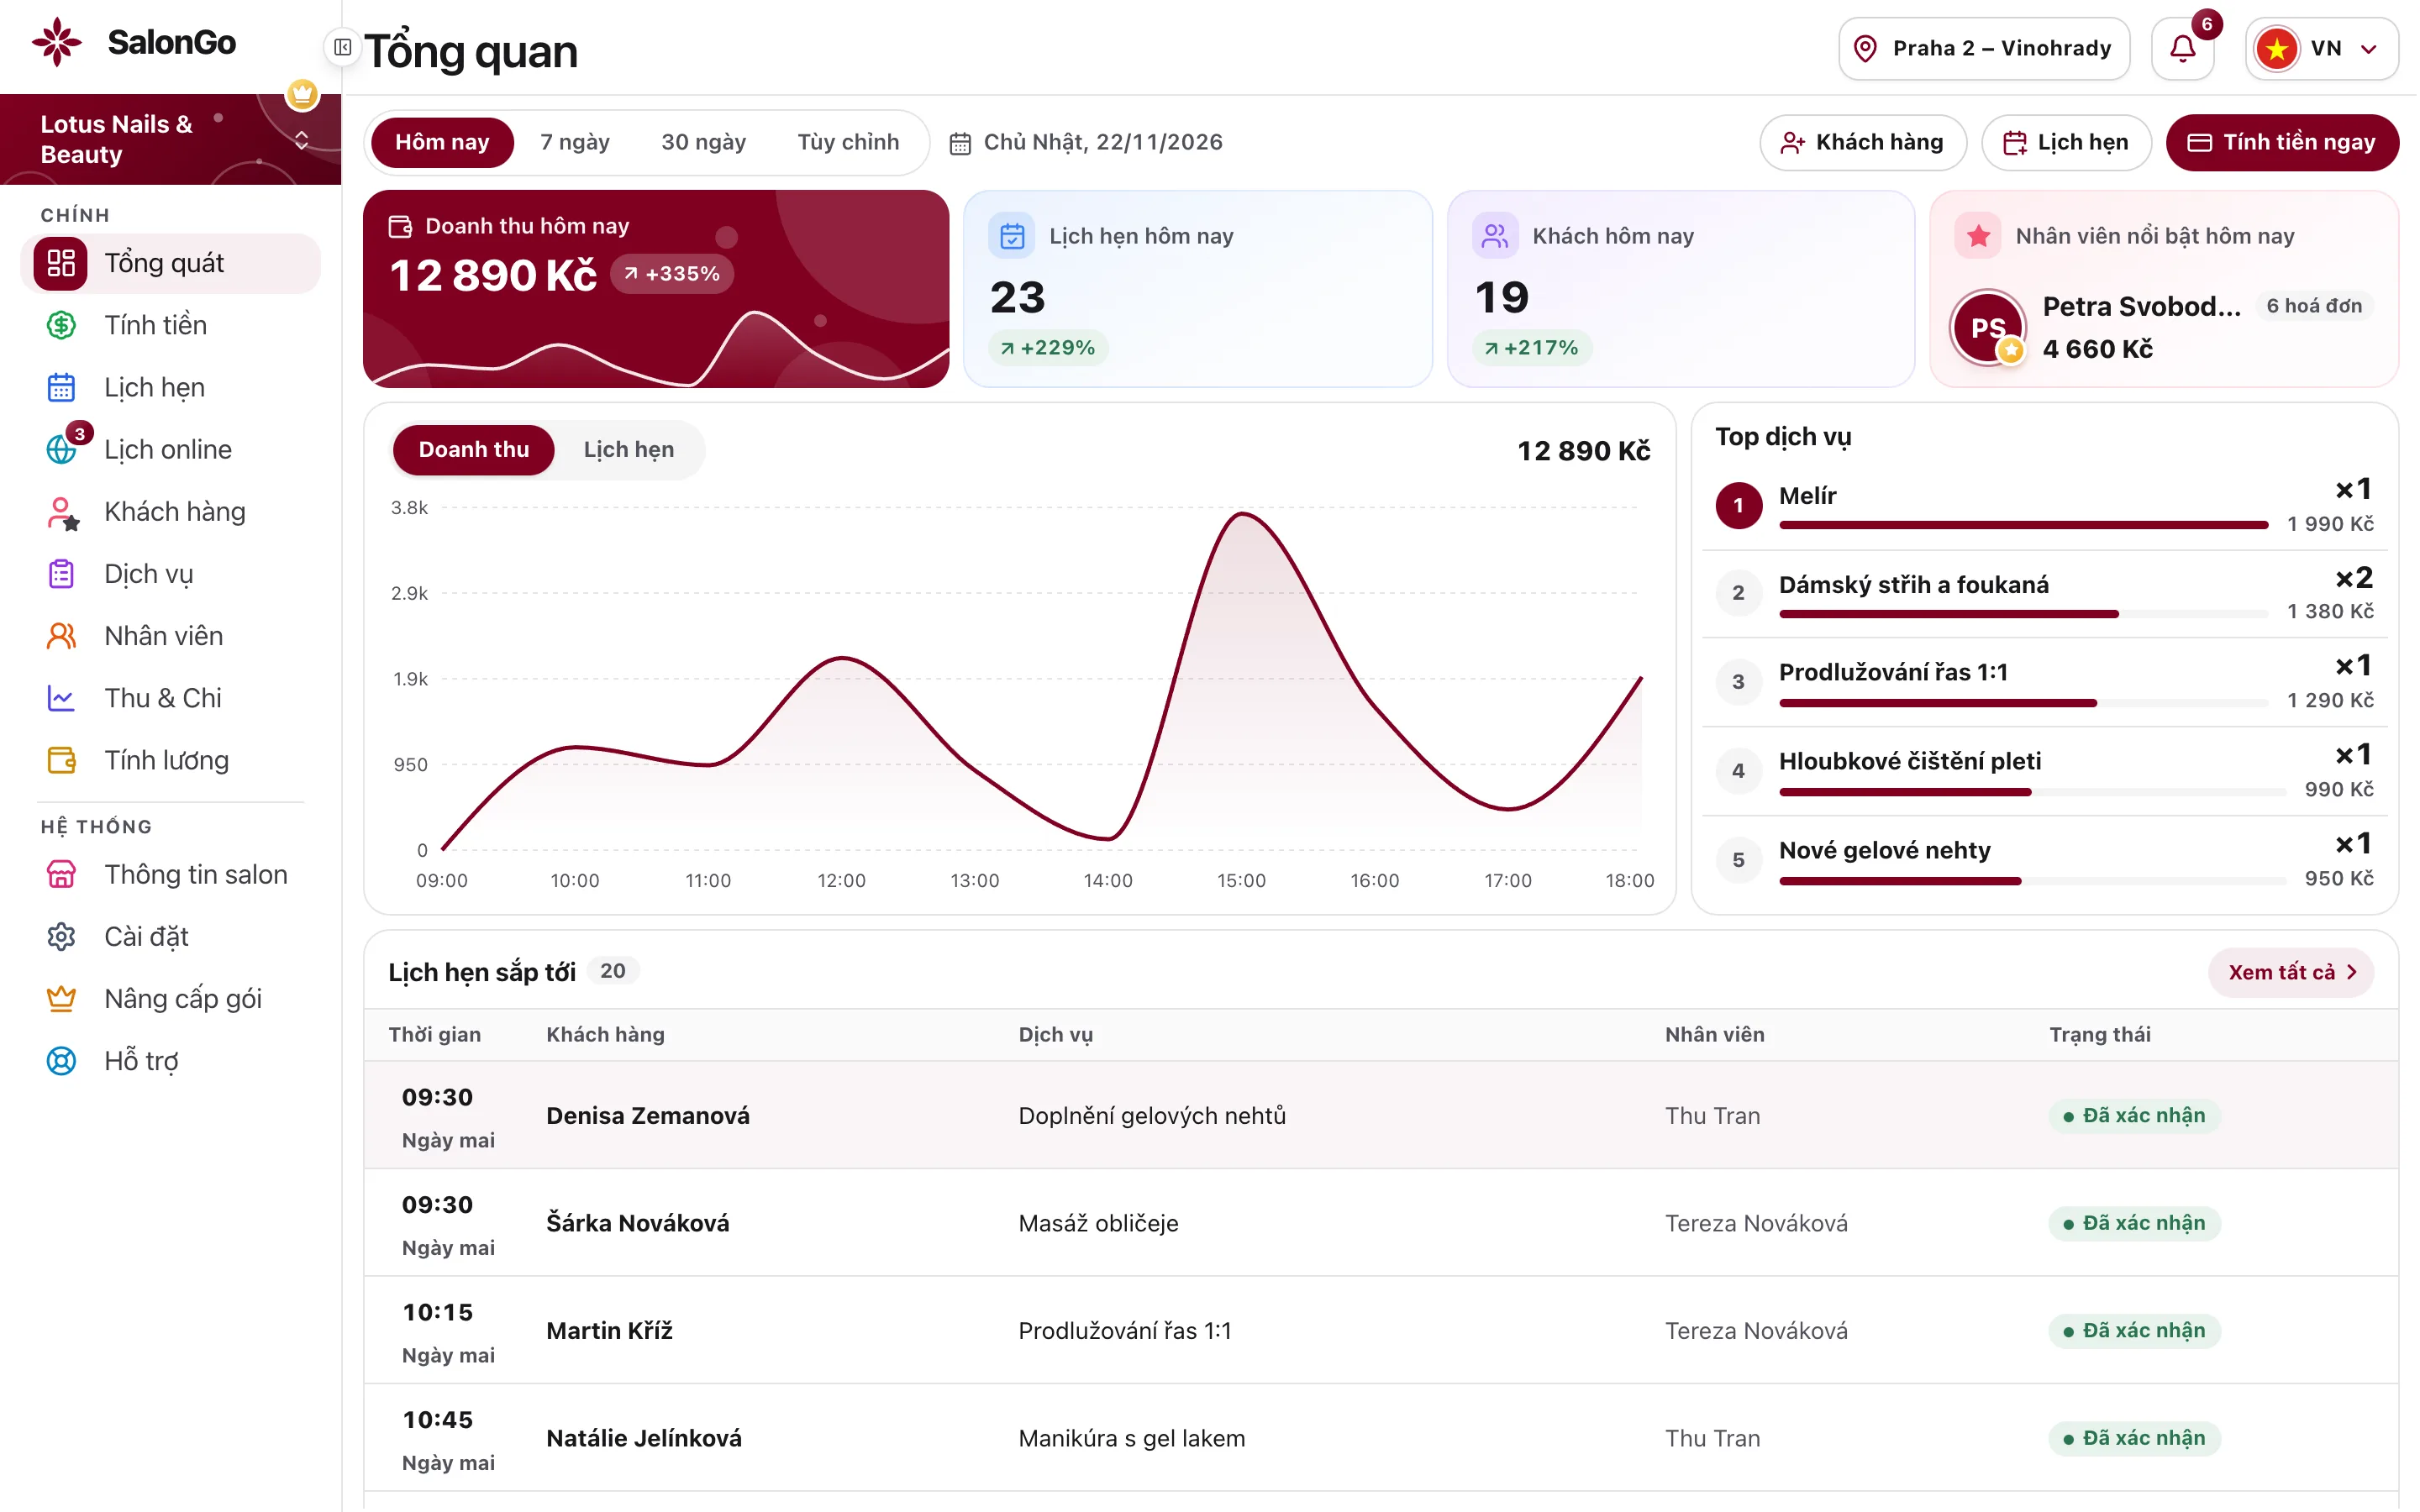 SalonGo
Tổng quan
Praha 2 – Vinohrady
6
VN
Lotus Nails &
Beauty
CHÍNH
Tổng quát
Tính tiền
Lịch hẹn
3
Lịch online
Khách hàng
Dịch vụ
Nhân viên
Thu & Chi
Tính lương
HỆ THỐNG
Thông tin salon
Cài đặt
Nâng cấp gói
Hỗ trợ
Hôm nay
7 ngày
30 ngày
Tùy chỉnh
Chủ Nhật, 22/11/2026
Khách hàng
Lịch hẹn
Tính tiền ngay
Doanh thu hôm nay
12 890 Kč
+335%
Lịch hẹn hôm nay
23
+229%
Khách hôm nay
19
+217%
Nhân viên nổi bật hôm nay
PS
Petra Svobod...
6 hoá đơn
4 660 Kč
Doanh thu
Lịch hẹn
12 890 Kč
3.8k
2.9k
1.9k
950
0
09:00 10:00 11:00 12:00 13:00 14:00 15:00 16:00 17:00 18:00
Top dịch vụ
1 Melír ×1
1 990 Kč
2 Dámský střih a foukaná ×2
1 380 Kč
3 Prodlužování řas 1:1 ×1
1 290 Kč
4 Hloubkové čištění pleti ×1
990 Kč
5 Nové gelové nehty ×1
950 Kč
Lịch hẹn sắp tới 20
Xem tất cả
Thời gian Khách hàng Dịch vụ Nhân viên Trạng thái
09:30
Ngày mai
Denisa Zemanová Doplnění gelových nehtů Thu Tran Đã xác nhận
09:30
Ngày mai
Šárka Nováková Masáž obličeje Tereza Nováková Đã xác nhận
10:15
Ngày mai
Martin Kříž Prodlužování řas 1:1 Tereza Nováková Đã xác nhận
10:45
Ngày mai
Natálie Jelínková Manikúra s gel lakem Thu Tran Đã xác nhận